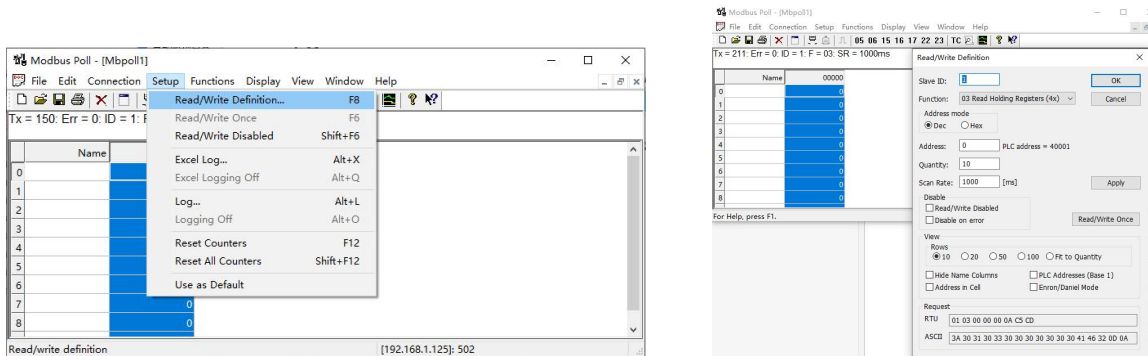 Modbus Poll - [Mbpoll1]
File Edit Connection Setup Functions Display View Window Help
Tx = 150: Err = 0: ID = 1: F
Name
0
1
2
3
4
5
6
7
8
0
0
Read/Write Definition... F8
Read/Write Once F6
Read/Write Disabled Shift+F6
Excel Log... Alt+X
Excel Logging Off Alt+Q
Log... Alt+L
Logging Off Alt+O
Reset Counters F12
Reset All Counters Shift+F12
Use as Default
Read/write definition [192.168.1.125]: 502
Modbus Poll - [Mbpoll1]
File Edit Connection Setup Functions Display View Window Help
05 06 15 16 17 22 23 TC
Tx = 211: Err = 0: ID = 1: F = 03: SR = 1000ms
Name 00000
0 0
1 0
2 0
3 0
4 0
5 0
6 0
7 0
8 0
For Help, press F1.
Read/Write Definition
Slave ID: 1 OK
Function: 03 Read Holding Registers (4x) Cancel
Address mode
Dec Hex
Address: 0 PLC address = 40001
Quantity: 10
Scan Rate: 1000 [ms] Apply
Disable
Read/Write Disabled
Disable on error Read/Write Once
View
Rows
10 20 50 100 Fit to Quantity
Hide Name Columns PLC Addresses (Base 1)
Address in Cell Enron/Daniel Mode
Request
RTU 01 03 00 00 00 0A C5 CD
ASCII 3A 30 31 30 33 30 30 30 30 30 30 30 41 46 32 0D 0A